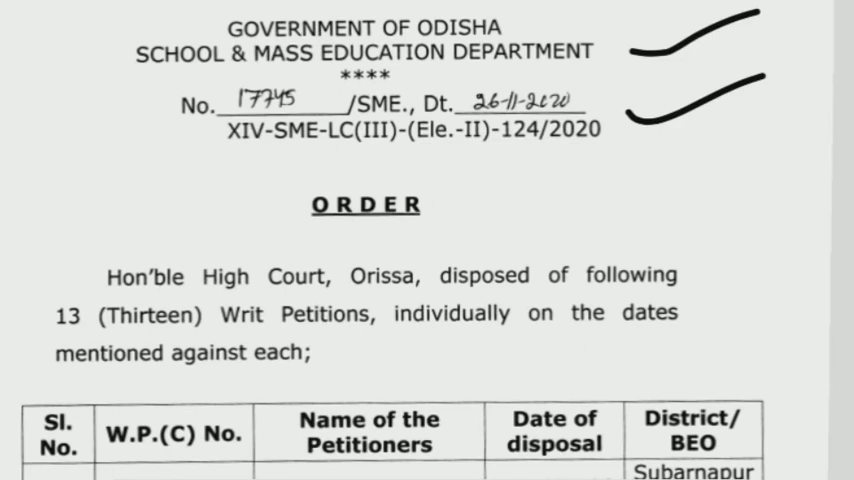 GOVERNMENT OF ODISHA
SCHOOL & MASS EDUCATION DEPARTMENT
****
No. 17745 /SME., Dt. 26-11-2020
XIV-SME-LC(III)-(Ele.-II)-124/2020
ORDER
Hon'ble High Court, Orissa, disposed of following
13 (Thirteen) Writ Petitions, individually on the dates
mentioned against each;
Sl. No. W.P.(C) No. Name of the Petitioners Date of disposal District/ BEO
Subarnapur